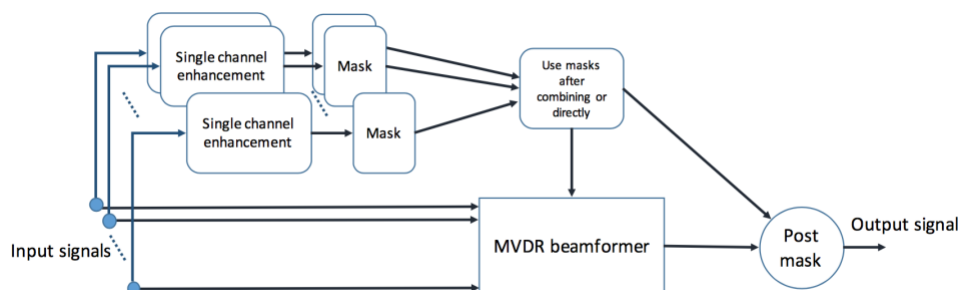 Single channel
enhancement
Mask
Use masks
after
combining or
directly
Single channel
enhancement
Mask
Input signals
MVDR beamformer
Post
mask
Output signal